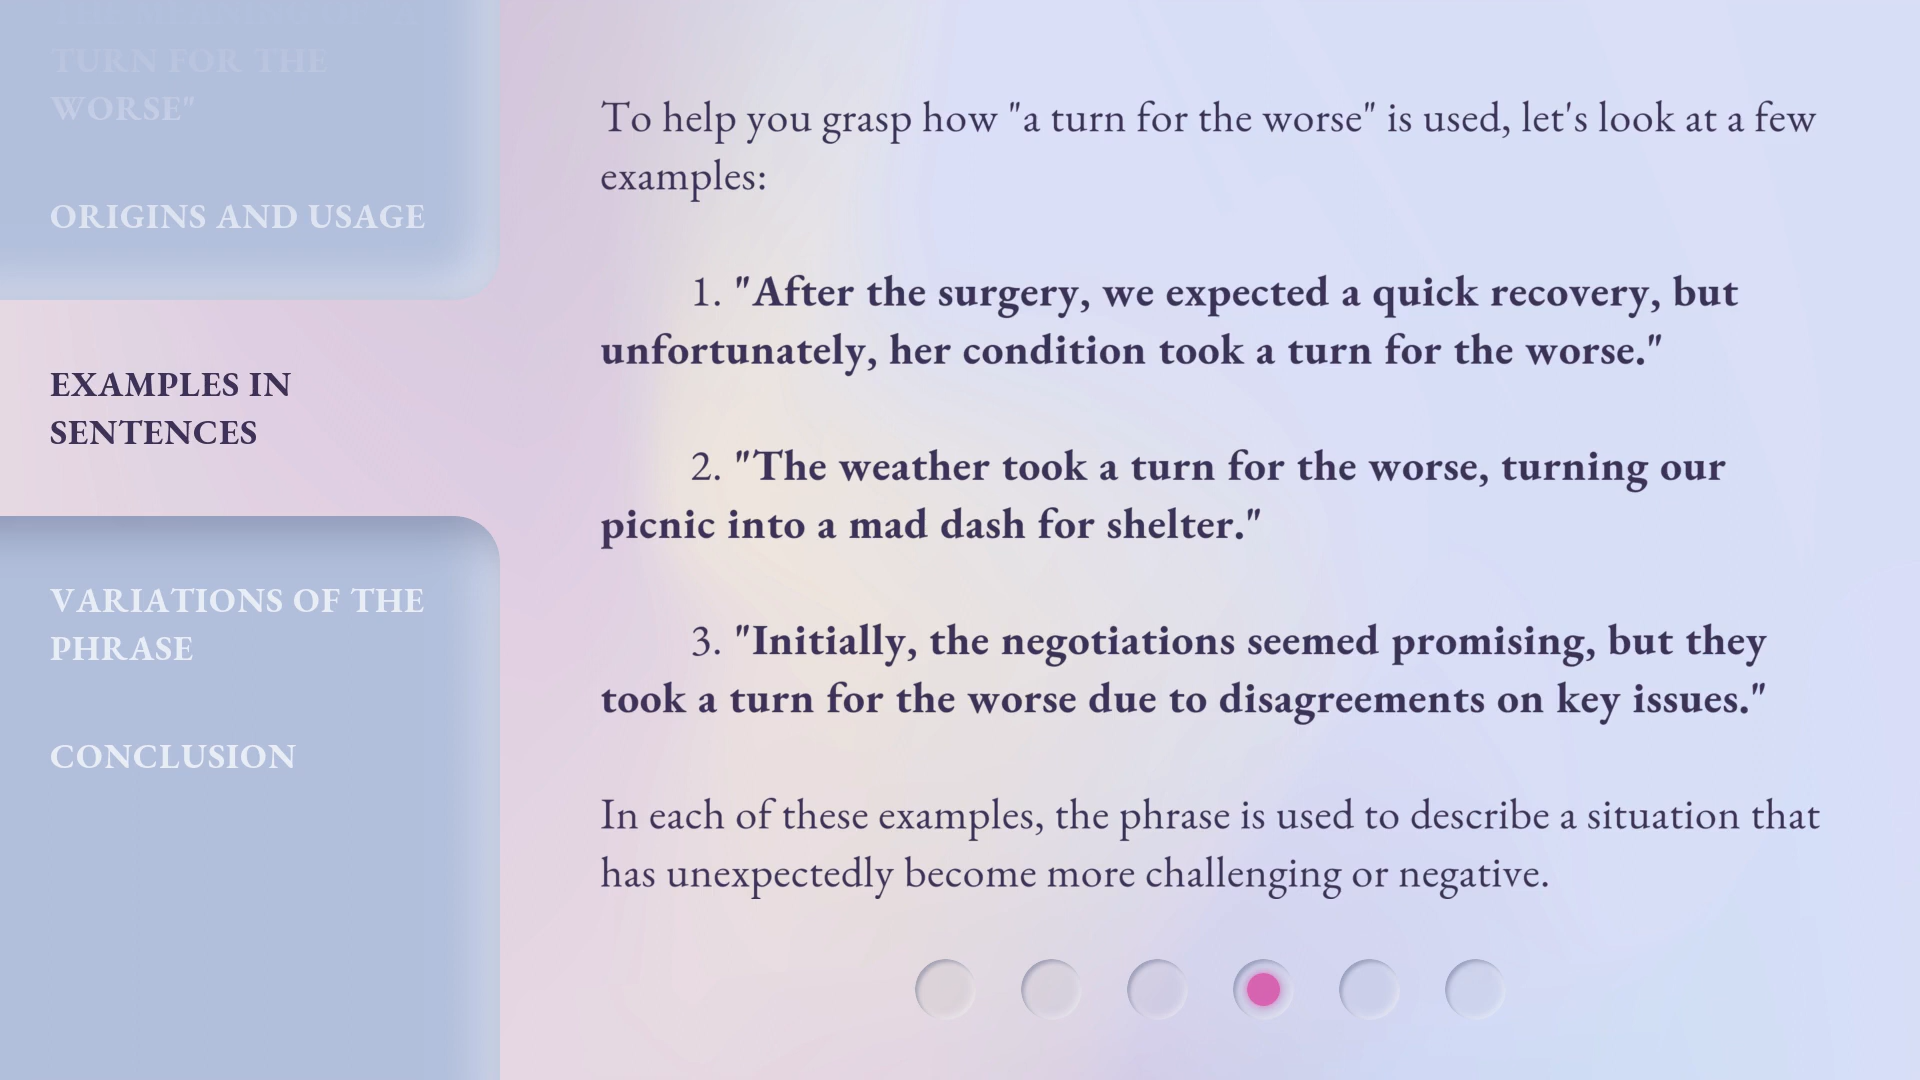 TURN FOR THE
WORSE"
ORIGINS AND USAGE
EXAMPLES IN
SENTENCES
VARIATIONS OF THE
PHRASE
CONCLUSION
To help you grasp how "a turn for the worse" is used, let's look at a few
examples:
1. "After the surgery, we expected a quick recovery, but
unfortunately, her condition took a turn for the worse."
2. "The weather took a turn for the worse, turning our
picnic into a mad dash for shelter."
3. "Initially, the negotiations seemed promising, but they
took a turn for the worse due to disagreements on key issues."
In each of these examples, the phrase is used to describe a situation that
has unexpectedly become more challenging or negative.